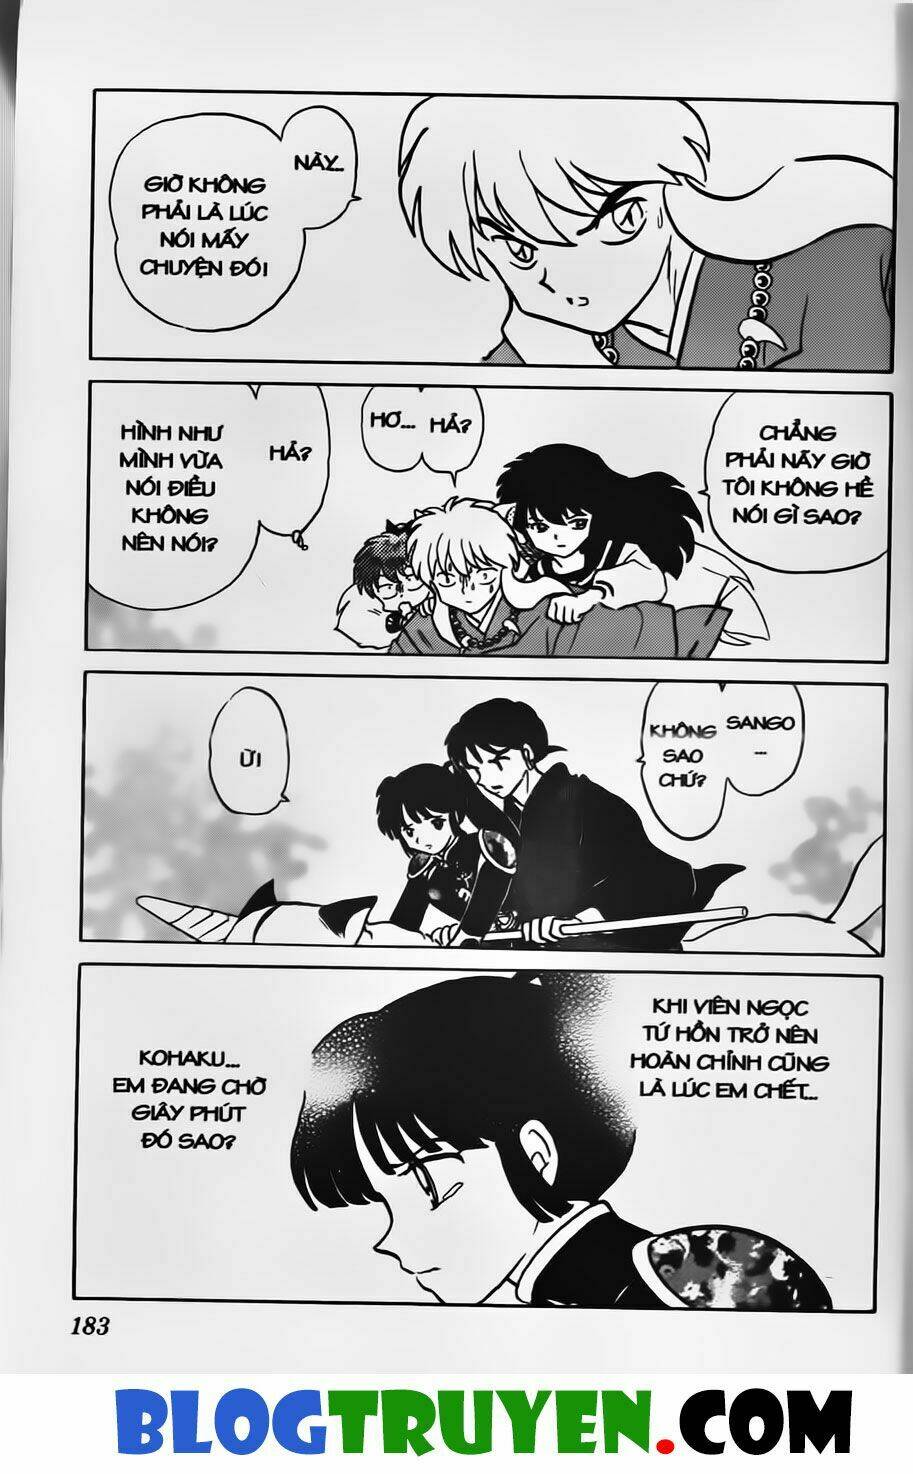 NÀY...
GIỜ KHÔNG
PHẢI LÀ LÚC
NÓI MẤY
CHUYỆN ĐÓ!
CHẲNG
PHẢI NÃY GIỜ
TÔI KHÔNG HỀ
NÓI GÌ SAO?
HƠ... HẢ?
HẢ?
HÌNH NHƯ
MÌNH VỪA
NÓI ĐIỀU
KHÔNG
NÊN NÓI?
SANGO
...
KHÔNG
SAO
CHỨ?
ỪI
KHI VIÊN NGỌC
TỨ HỒN TRỞ NÊN
HOÀN CHỈNH CŨNG
LÀ LÚC EM CHẾT...
KOHAKU...
EM ĐANG CHỜ
GIÂY PHÚT
ĐÓ SAO?
183
BLOGTRUYEN.COM